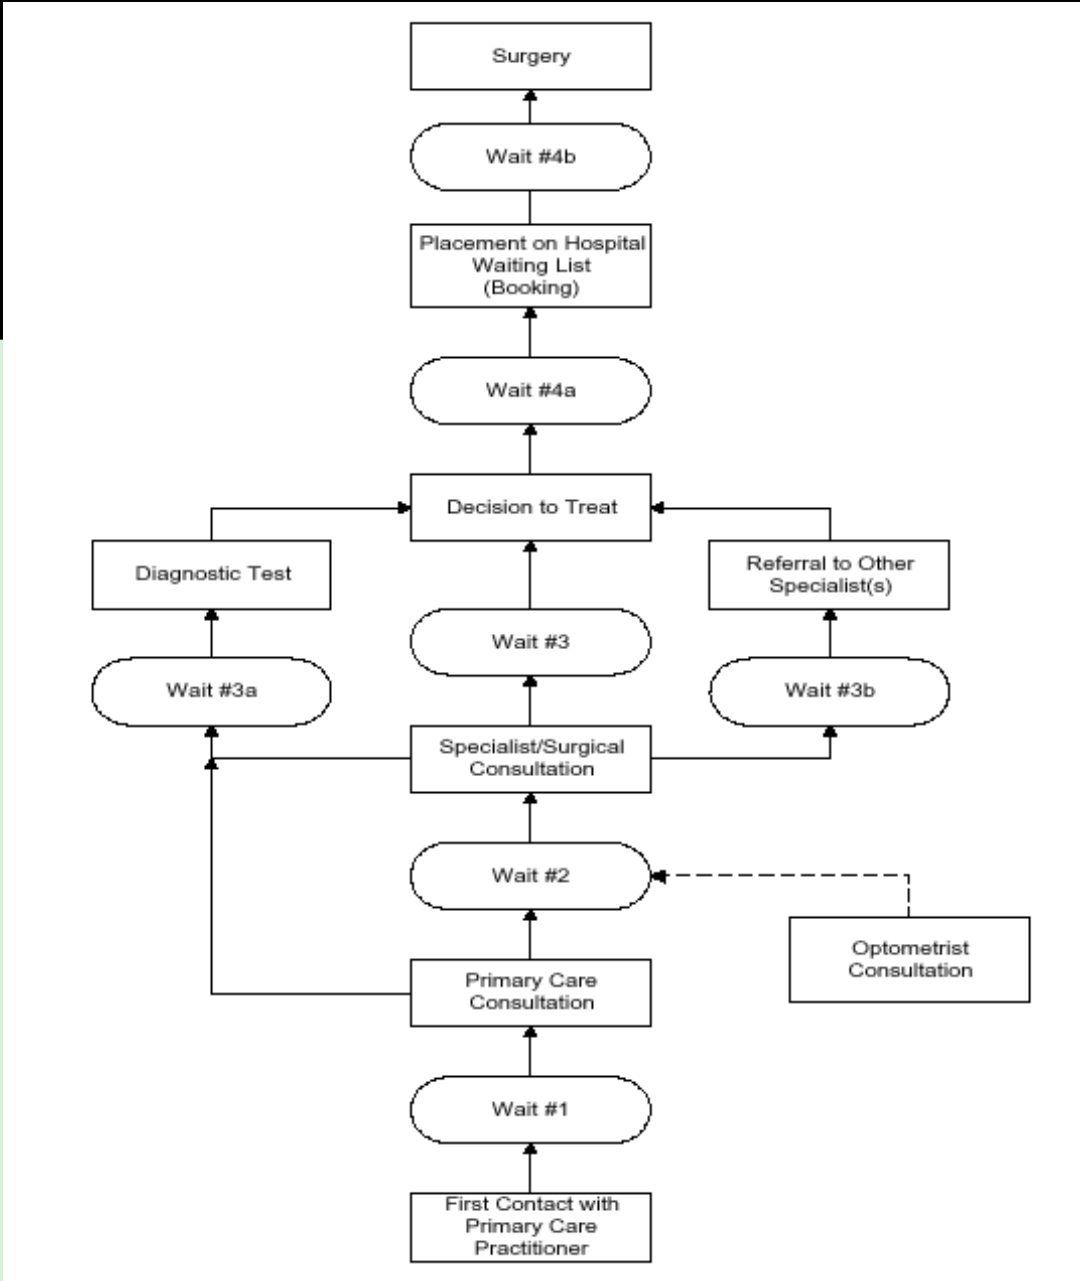 Surgery
Wait #4b
Placement on Hospital
Waiting List
(Booking)
Wait #4a
Decision to Treat
Diagnostic Test
Referral to Other
Specialist(s)
Wait #3
Wait #3a
Wait #3b
Specialist/Surgical
Consultation
Wait #2
Optometrist
Consultation
Primary Care
Consultation
Wait #1
First Contact with
Primary Care
Practitioner